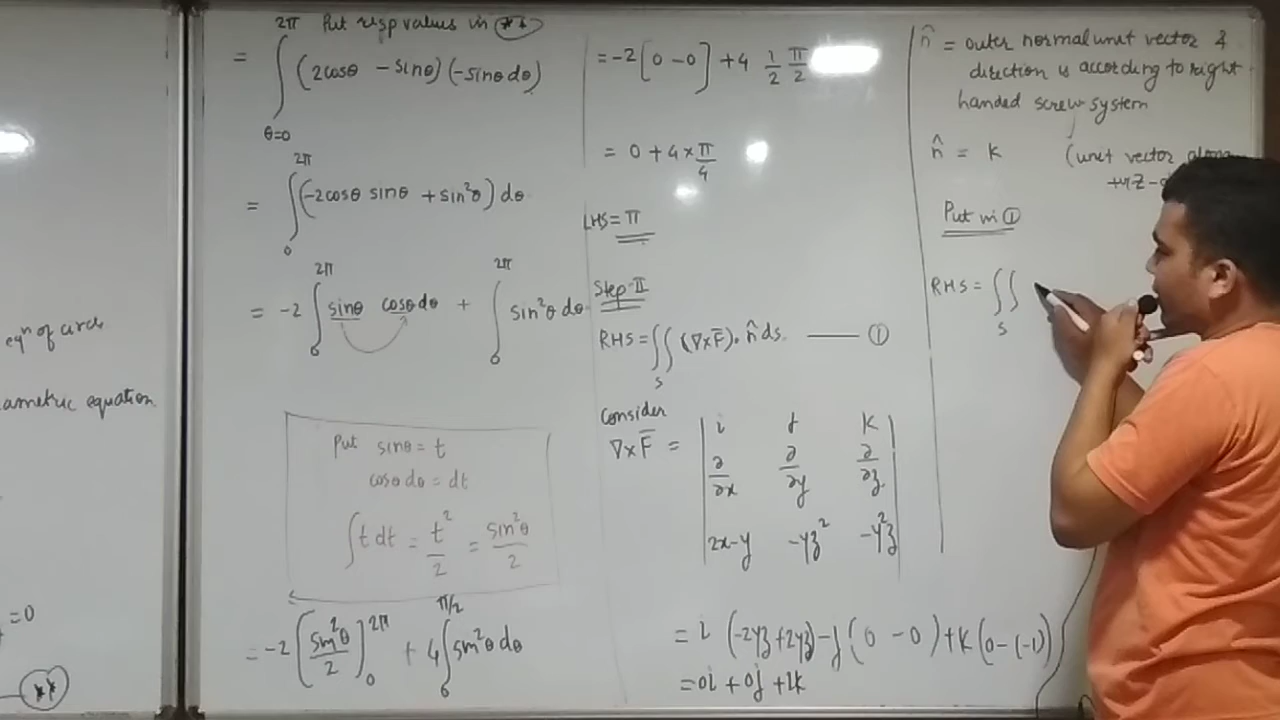 eqⁿ of circle
ametric equation
=0
**
2π Put resp values in **
= ∫ (2cosθ - sinθ)(-sinθ dθ)
θ=0
2π
= ∫ (-2cosθ sinθ + sin²θ) dθ
0
2π 2π
= -2 ∫ sinθ cosθ dθ + ∫ sin²θ dθ
0 0
Put sinθ = t
cosθ dθ = dt
∫ t dt = t²/2 = sin²θ/2
π/2
= -2 [sin²θ/2]₀^2π + 4 ∫ sin²θ dθ
0
= -2[0 - 0] + 4 1/2 π/2
= 0 + 4 × π/4
LHS = π
Step-II
RHS = ∫∫ (∇×F̅). n̂ ds. —— ①
S
Consider
∇×F̅ = | i j k |
| ∂/∂x ∂/∂y ∂/∂z |
| 2x-y -yz² -y²z |
= i (-2yz + 2yz) - j (0 - 0) + k (0 - (-1))
= 0i + 0j + 1k
n̂ = outer normal unit vector &
direction is according to right
handed screw system
n̂ = k (unit vector along
+ve Z-
Put in ①
RHS = ∫∫
S